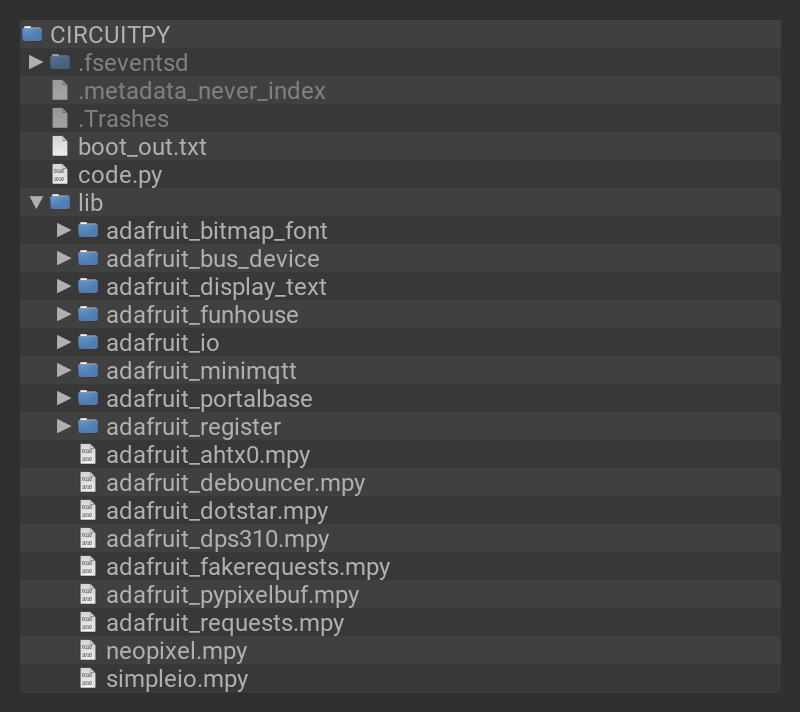 CIRCUITPY
.fseventsd
.metadata_never_index
.Trashes
boot_out.txt
code.py
lib
adafruit_bitmap_font
adafruit_bus_device
adafruit_display_text
adafruit_funhouse
adafruit_io
adafruit_minimqtt
adafruit_portalbase
adafruit_register
adafruit_ahtx0.mpy
adafruit_debouncer.mpy
adafruit_dotstar.mpy
adafruit_dps310.mpy
adafruit_fakerequests.mpy
adafruit_pypixelbuf.mpy
adafruit_requests.mpy
neopixel.mpy
simpleio.mpy